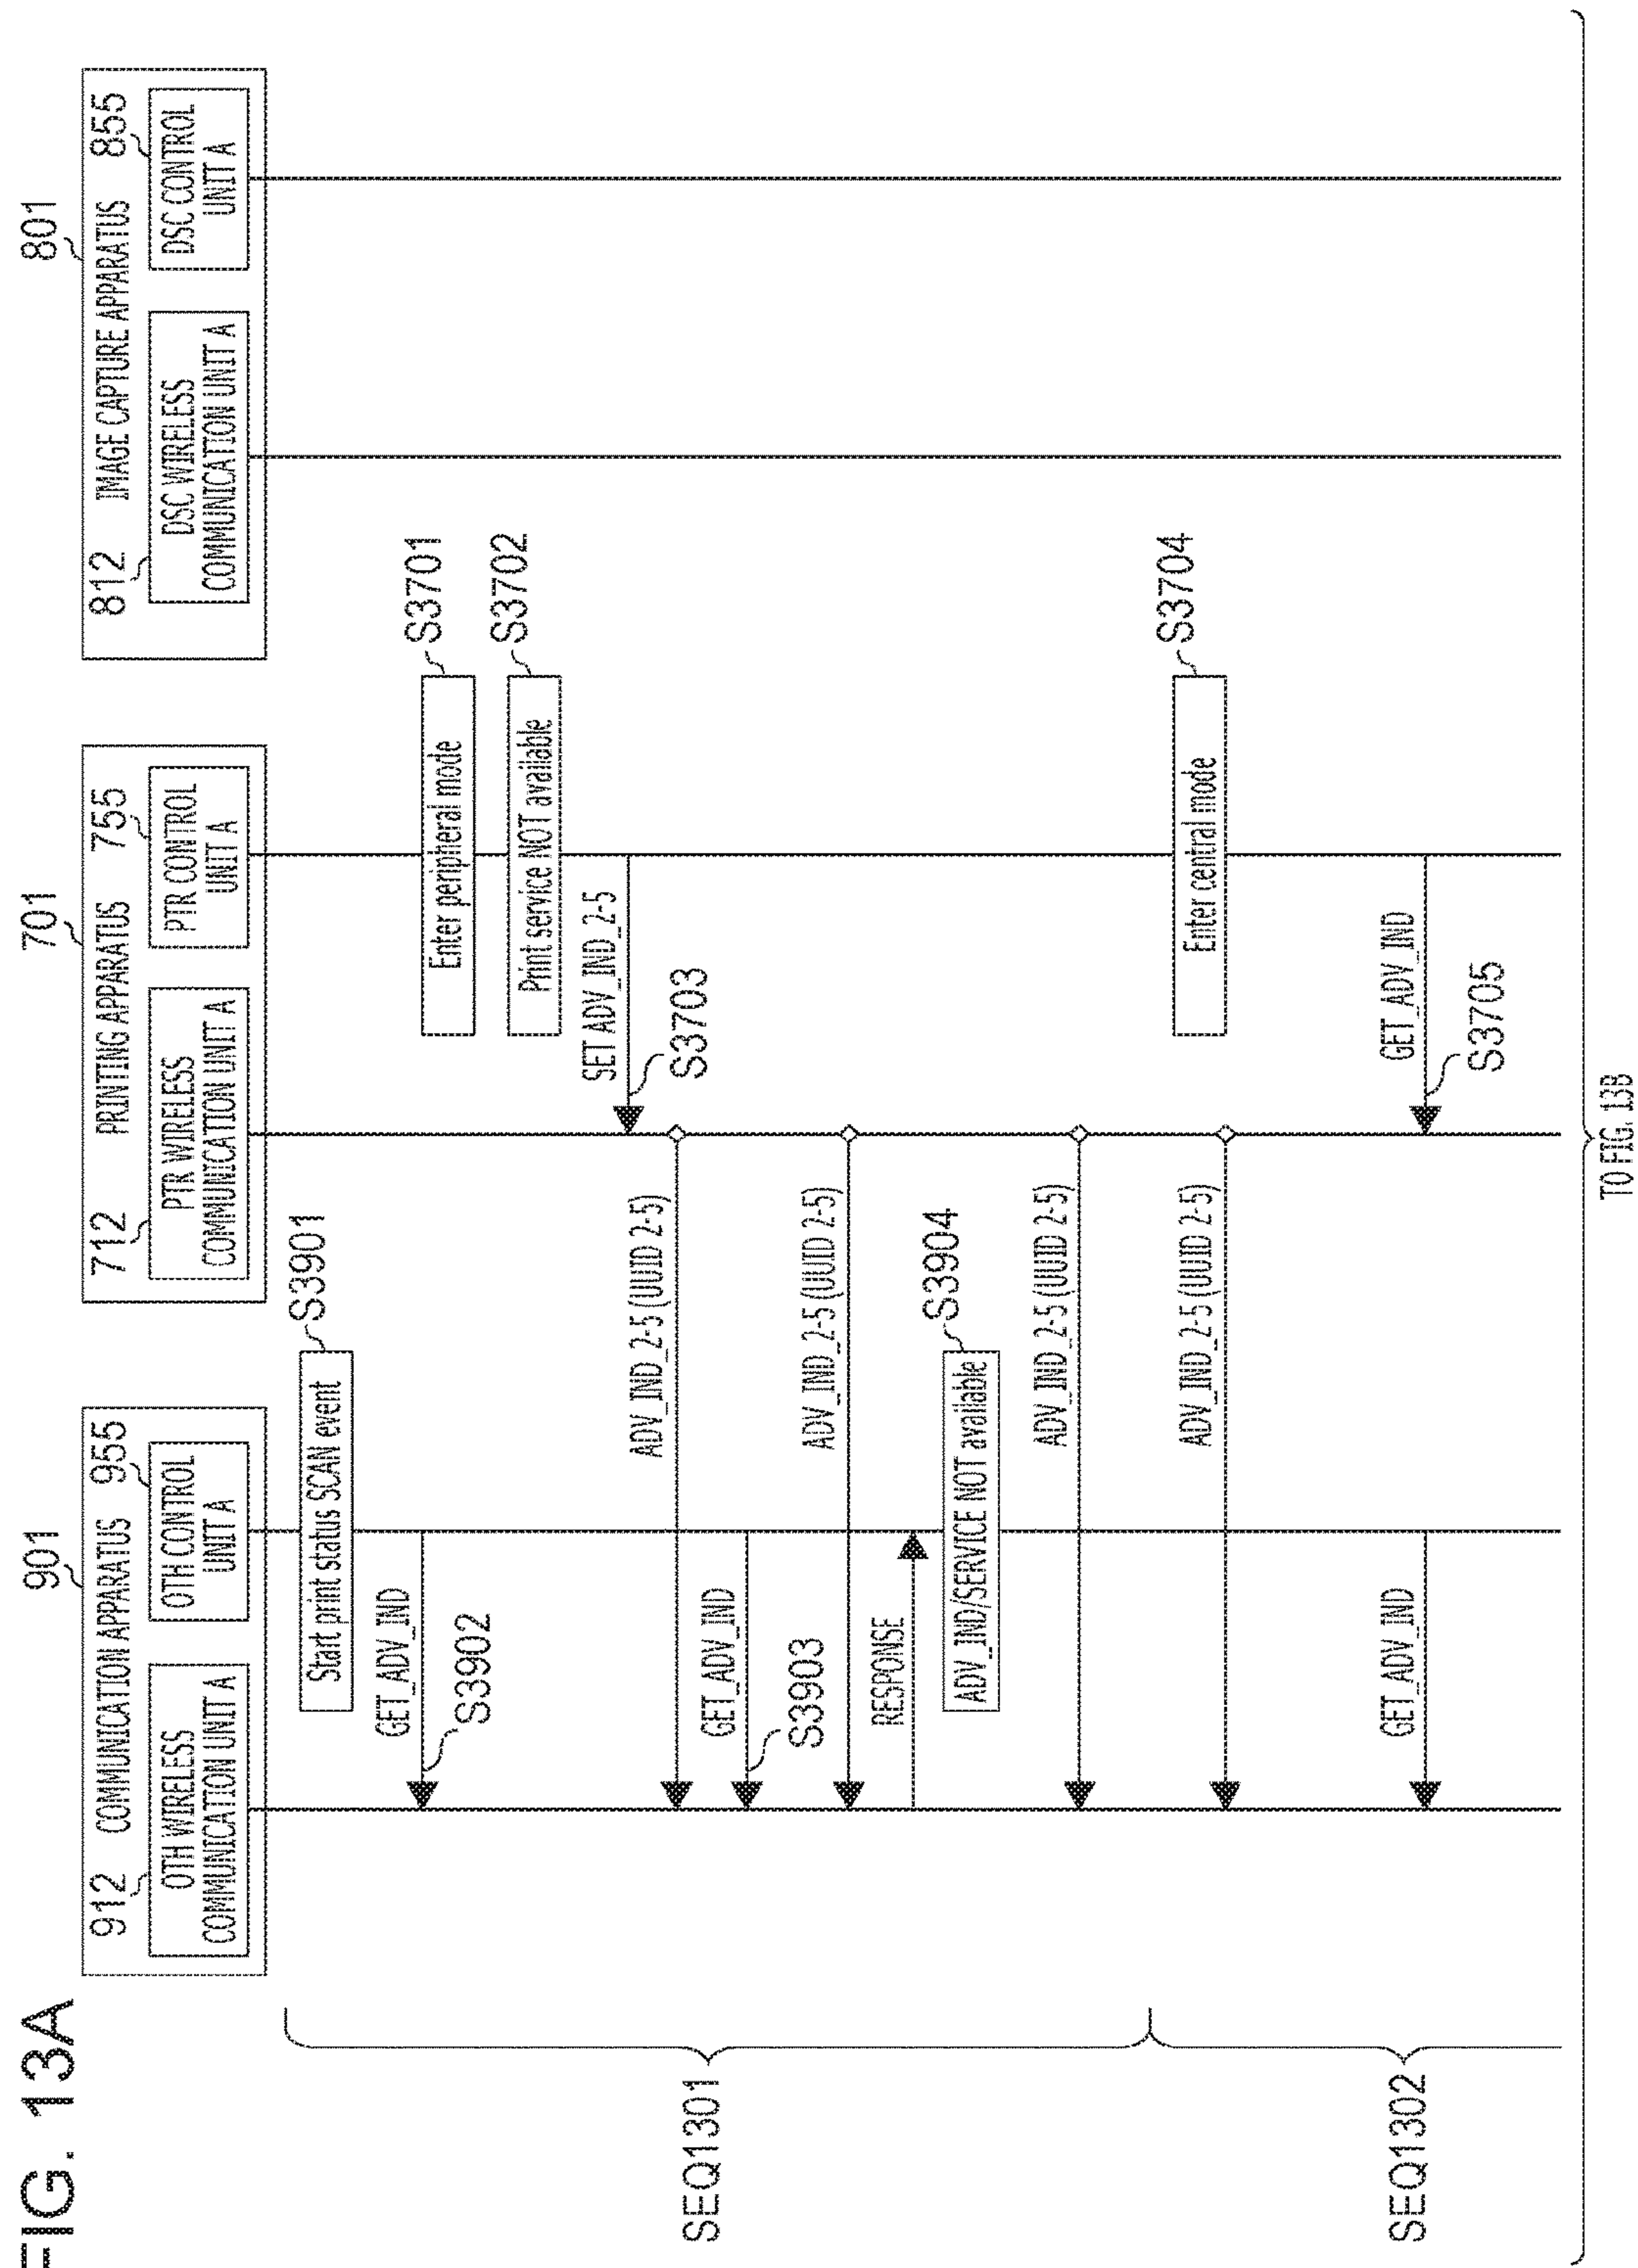 FIG. 13A
901
COMMUNICATION APPARATUS
912
OTH WIRELESS
COMMUNICATION UNIT A
955
OTH CONTROL
UNIT A
701
PRINTING APPARATUS
712
PTR WIRELESS
COMMUNICATION UNIT A
755
PTR CONTROL
UNIT A
801
IMAGE CAPTURE APPARATUS
812
DSC WIRELESS
COMMUNICATION UNIT A
855
DSC CONTROL
UNIT A
SEQ1301
Start print status SCAN event
S3901
GET_ADV_IND
S3902
Enter peripheral mode
S3701
Print service NOT available
S3702
SET ADV_IND_2-5
S3703
ADV_IND_2-5 (UUID 2-5)
GET_ADV_IND
S3903
ADV_IND_2-5 (UUID 2-5)
RESPONSE
ADV_IND/SERVICE NOT available
S3904
ADV_IND_2-5 (UUID 2-5)
SEQ1302
Enter central mode
S3704
ADV_IND_2-5 (UUID 2-5)
GET_ADV_IND
GET_ADV_IND
S3705
TO FIG. 13B